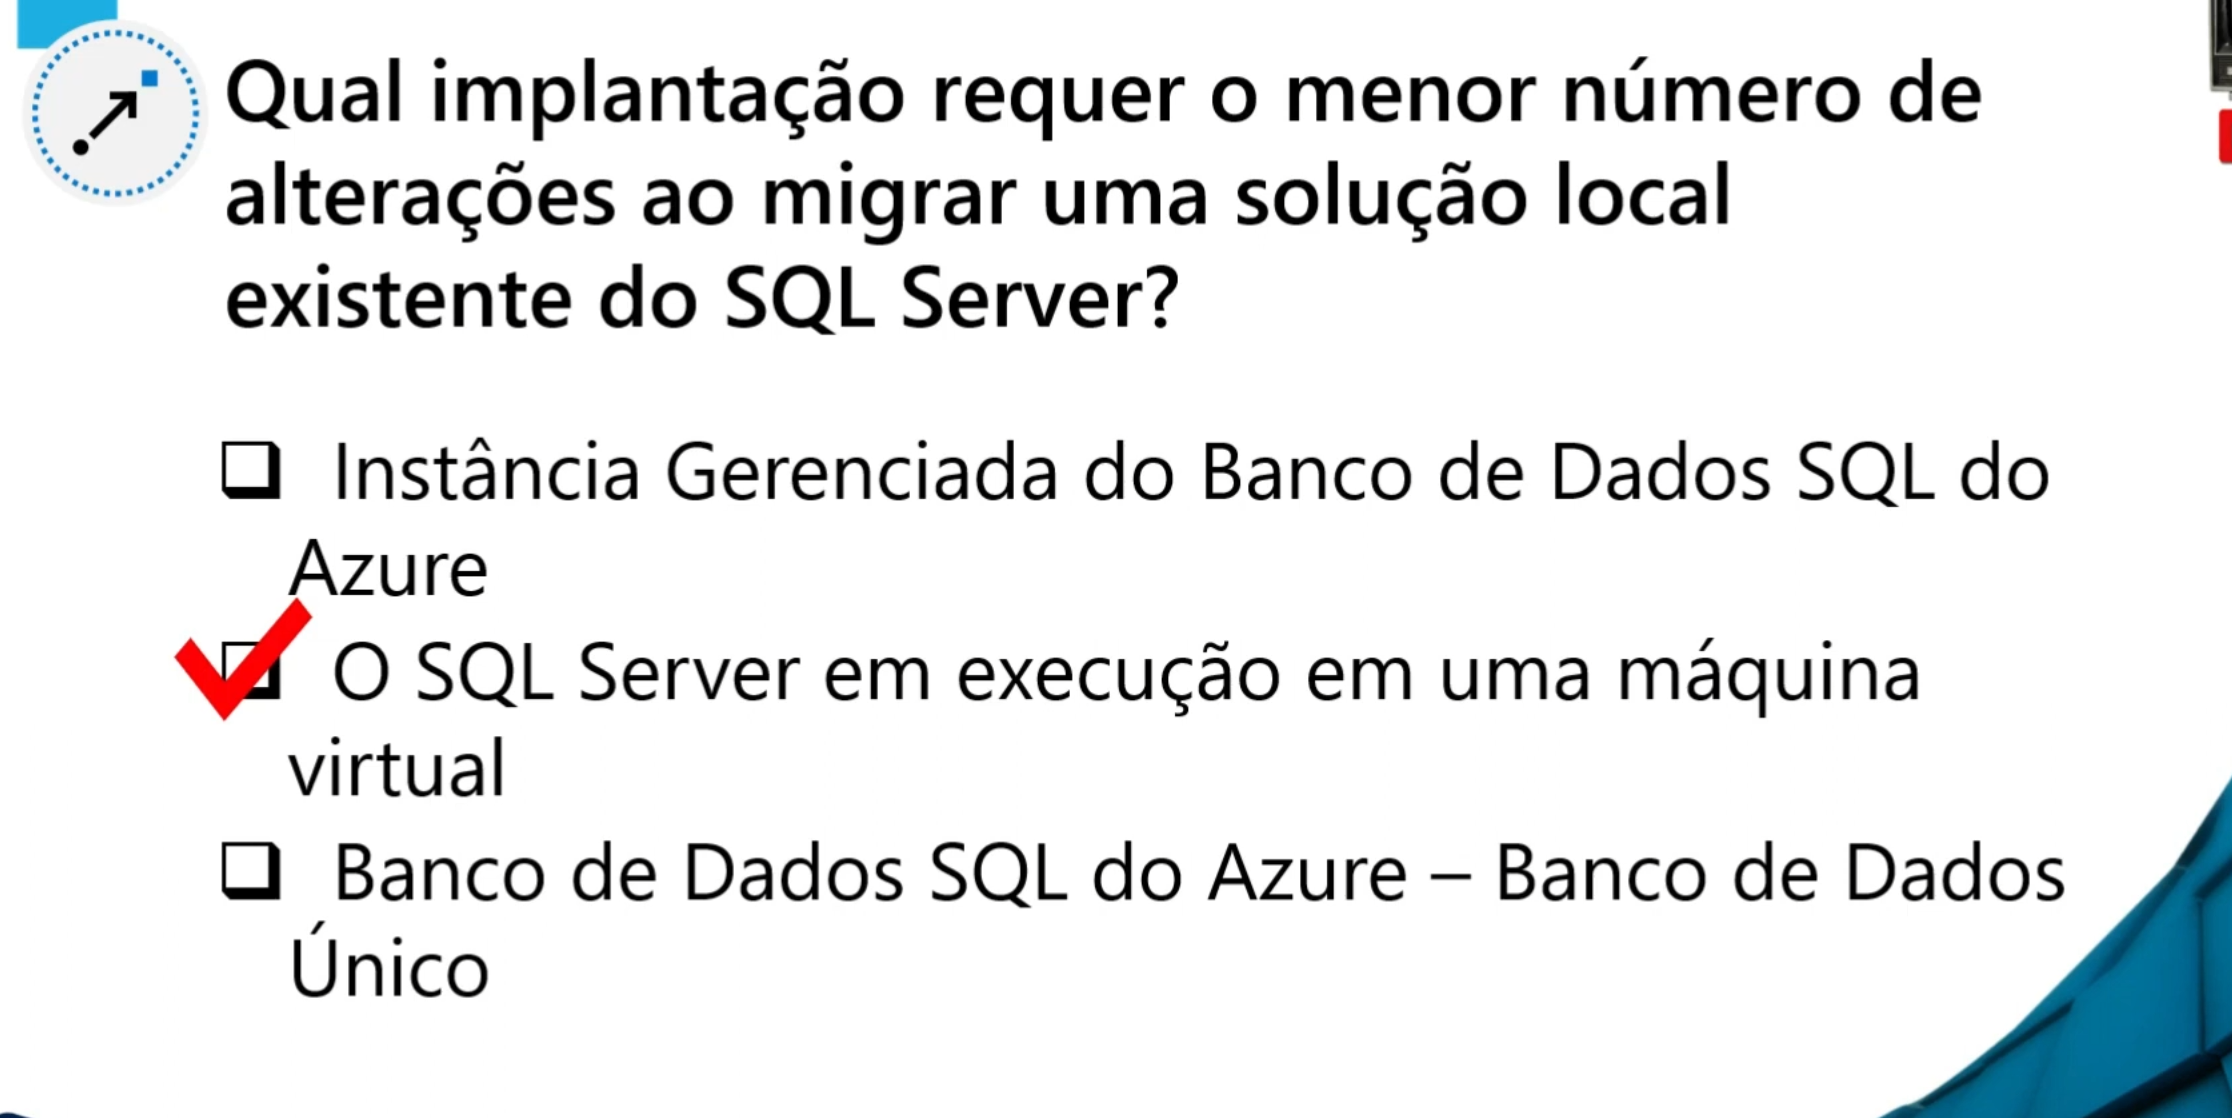 Qual implantação requer o menor número de
alterações ao migrar uma solução local
existente do SQL Server?
Instância Gerenciada do Banco de Dados SQL do
Azure
O SQL Server em execução em uma máquina
virtual
Banco de Dados SQL do Azure – Banco de Dados
Único